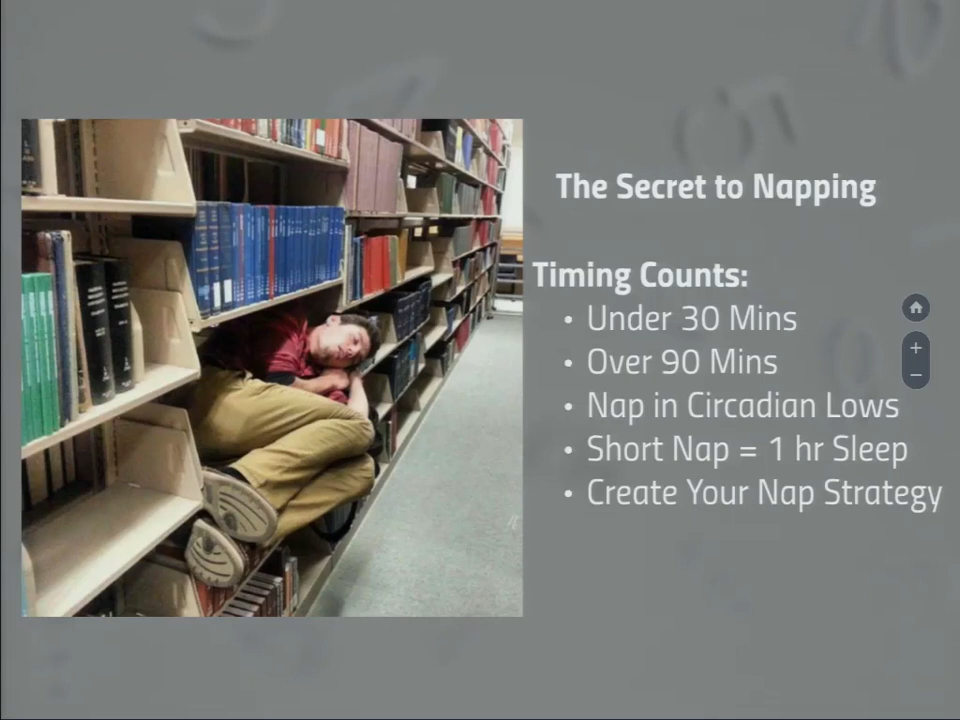 The Secret to Napping
Timing Counts:
• Under 30 Mins
• Over 90 Mins
• Nap in Circadian Lows
• Short Nap = 1 hr Sleep
• Create Your Nap Strategy